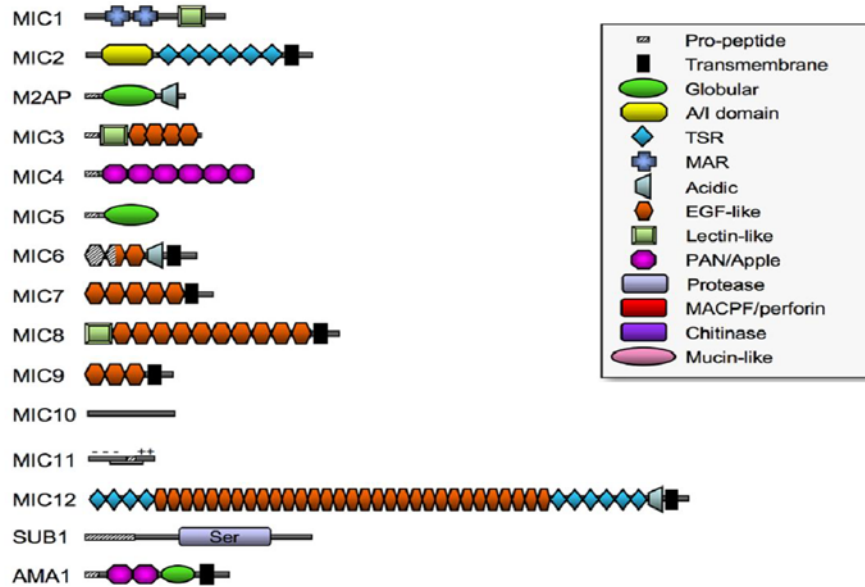 MIC1
MIC2
M2AP
MIC3
MIC4
MIC5
MIC6
MIC7
MIC8
MIC9
MIC10
MIC11
- - - ++
MIC12
SUB1
Ser
AMA1
Pro-peptide
Transmembrane
Globular
A/I domain
TSR
MAR
Acidic
EGF-like
Lectin-like
PAN/Apple
Protease
MACPF/perforin
Chitinase
Mucin-like